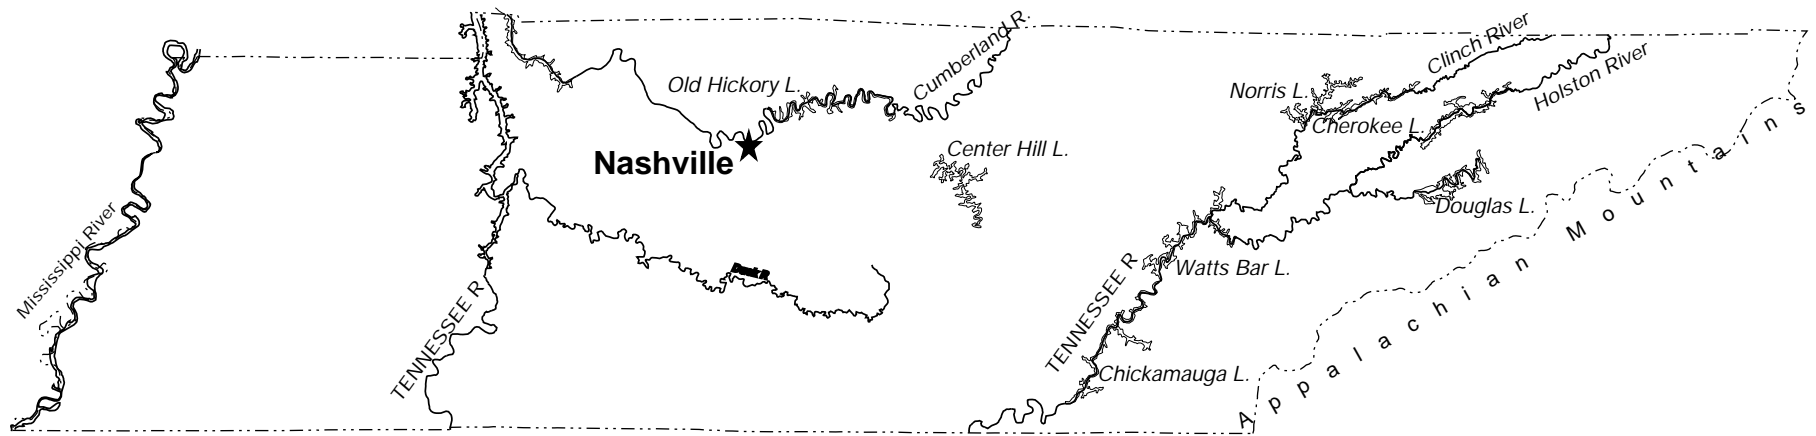 Clinch River
Cumberland R.
Old Hickory L.
Norris L.
Holston River
Cherokee L.
Nashville
Center Hill L.
Douglas L.
Mississippi River
Duck R.
Watts Bar L.
TENNESSEE R
TENNESSEE R
Chickamauga L.
Appalachian Mountains